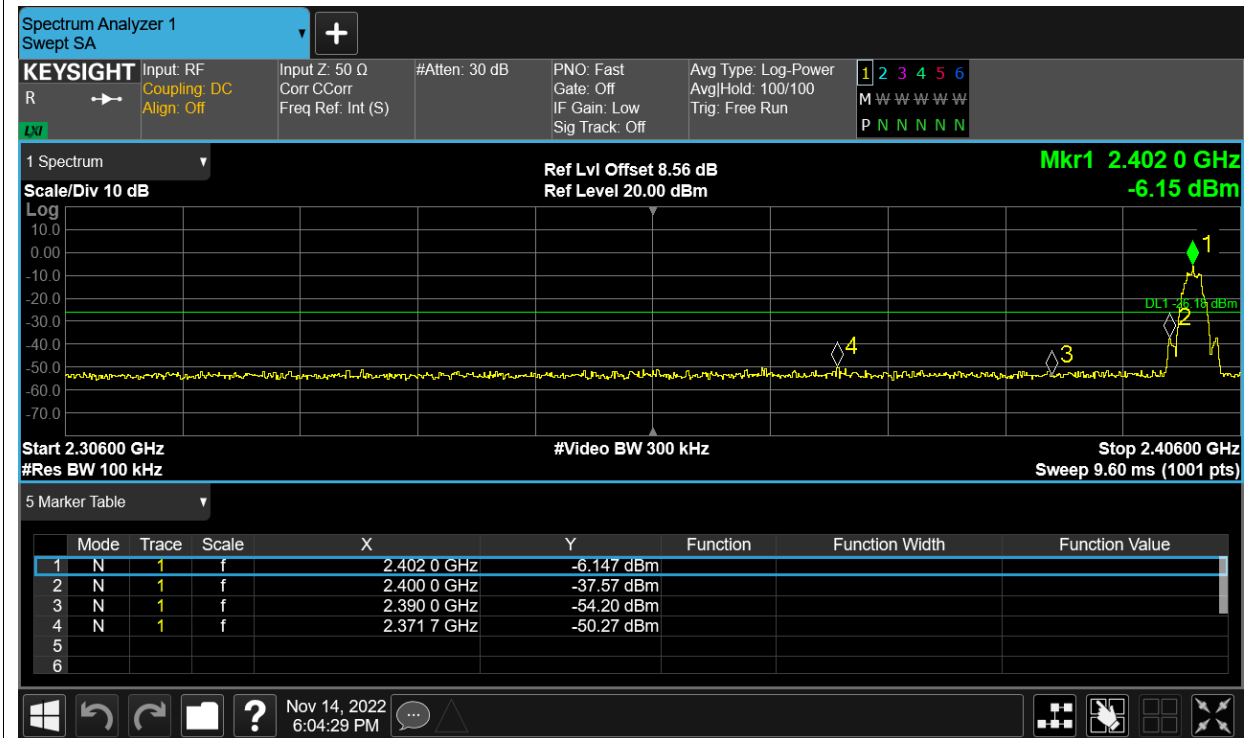 Spectrum Analyzer 1
Swept SA
+
KEYSIGHT Input: RF Input Z: 50 Ω #Atten: 30 dB PNO: Fast Avg Type: Log-Power 1 2 3 4 5 6
R Coupling: DC Corr CCorr Gate: Off Avg|Hold: 100/100 M W W W W W
Align: Off Freq Ref: Int (S) IF Gain: Low Trig: Free Run
LXI Sig Track: Off P N N N N N
1 Spectrum Ref Lvl Offset 8.56 dB Mkr1 2.402 0 GHz
Scale/Div 10 dB Ref Level 20.00 dBm -6.15 dBm
Log
10.0
0.00 1
-10.0
-20.0 DL1 -26.18 dBm
-30.0 2
-40.0 4 3
-50.0
-60.0
-70.0
Start 2.30600 GHz #Video BW 300 kHz Stop 2.40600 GHz
#Res BW 100 kHz Sweep 9.60 ms (1001 pts)
5 Marker Table
Mode Trace Scale X Y Function Function Width Function Value
1 N 1 f 2.402 0 GHz -6.147 dBm
2 N 1 f 2.400 0 GHz -37.57 dBm
3 N 1 f 2.390 0 GHz -54.20 dBm
4 N 1 f 2.371 7 GHz -50.27 dBm
5
6
? Nov 14, 2022
6:04:29 PM